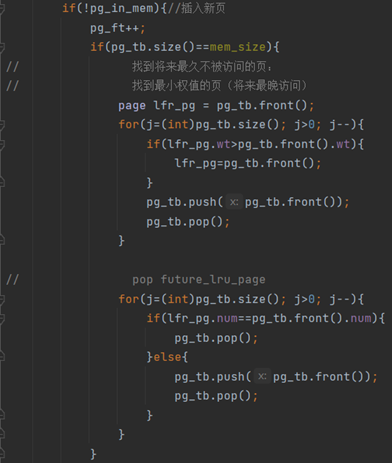 if(!pg_in_mem){//插入新页
pg_ft++;
if(pg_tb.size()==mem_size){
// 找到将来最久不被访问的页，
// 找到最小权值的页（将来最晚访问）
page lfr_pg = pg_tb.front();
for(j=(int)pg_tb.size(); j>0; j--){
if(lfr_pg.wt>pg_tb.front().wt){
lfr_pg=pg_tb.front();
}
pg_tb.push( x: pg_tb.front());
pg_tb.pop();
}
// pop future_lru_page
for(j=(int)pg_tb.size(); j>0; j--){
if(lfr_pg.num==pg_tb.front().num){
pg_tb.pop();
}else{
pg_tb.push( x: pg_tb.front());
pg_tb.pop();
}
}
}